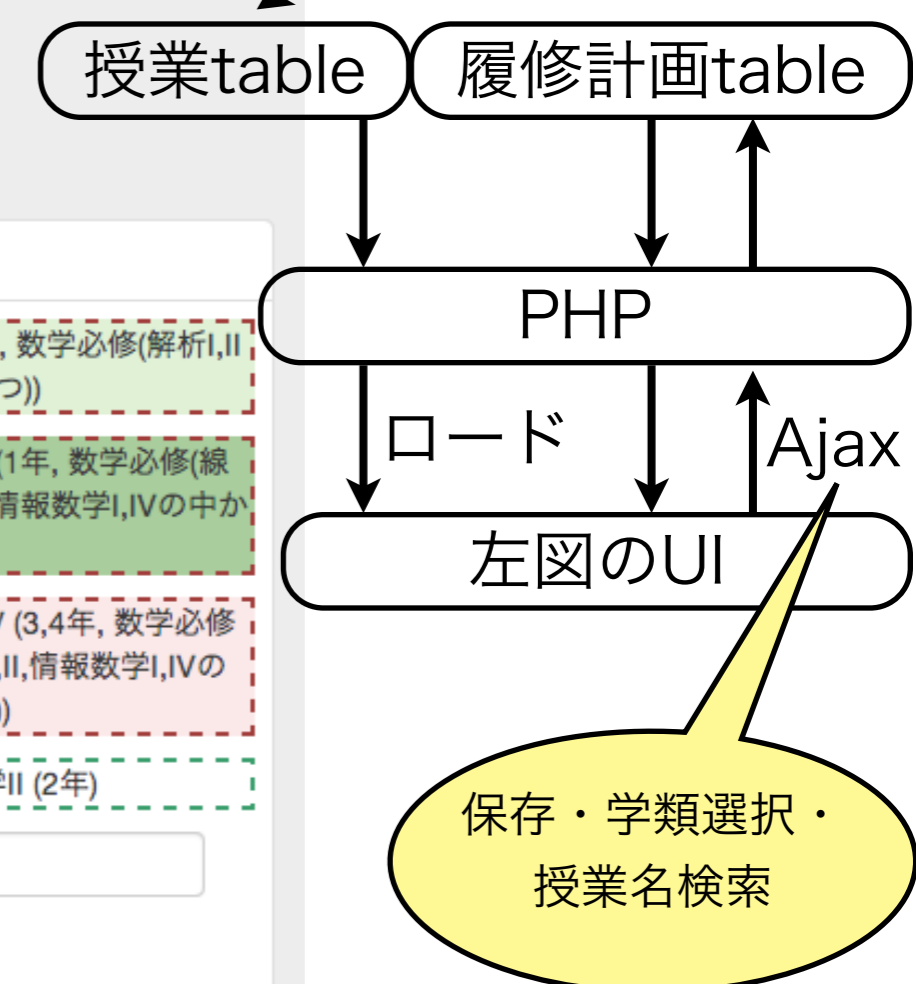 授業table
履修計画table
PHP
, 数学必修(解析I,II
つ))
ロード
Ajax
(1年, 数学必修(線
情報数学I,IVの中か
左図のUI
(3,4年, 数学必修
,II,情報数学I,IVの
))
学II (2年)
保存・学類選択・
授業名検索